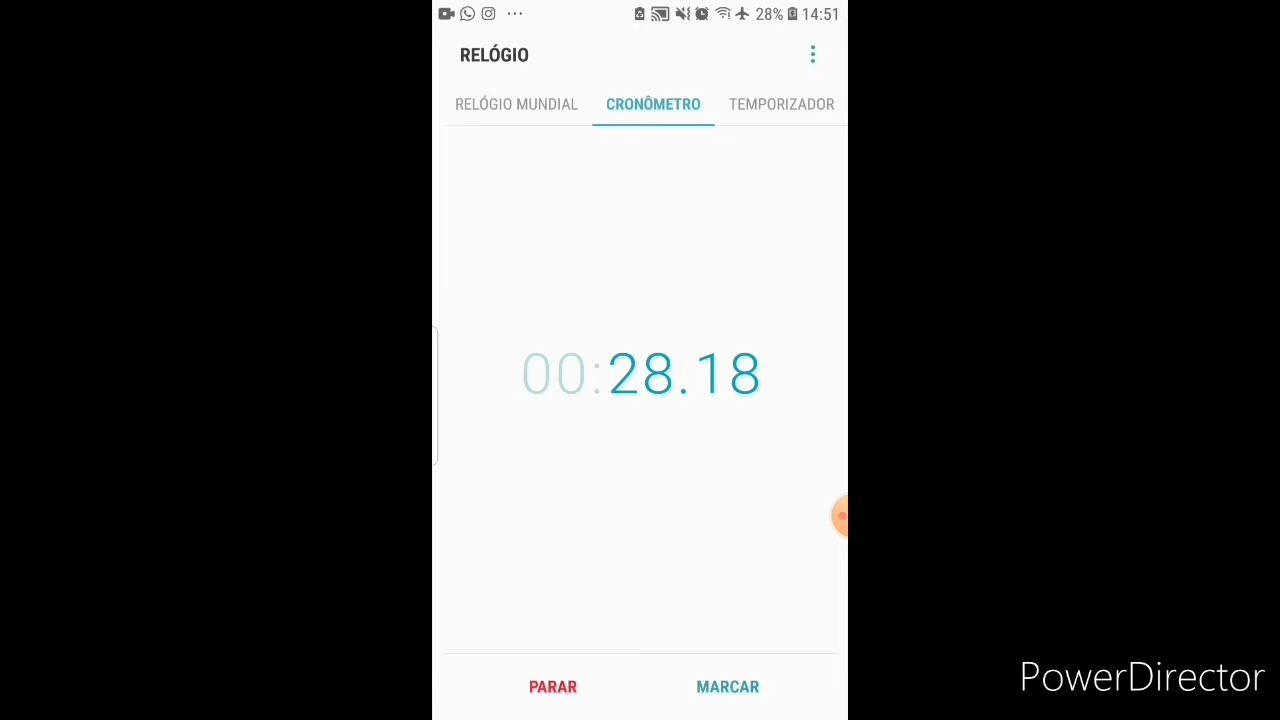 28% 14:51
RELÓGIO
RELÓGIO MUNDIAL CRONÔMETRO TEMPORIZADOR
00:28.18
PARAR MARCAR
PowerDirector